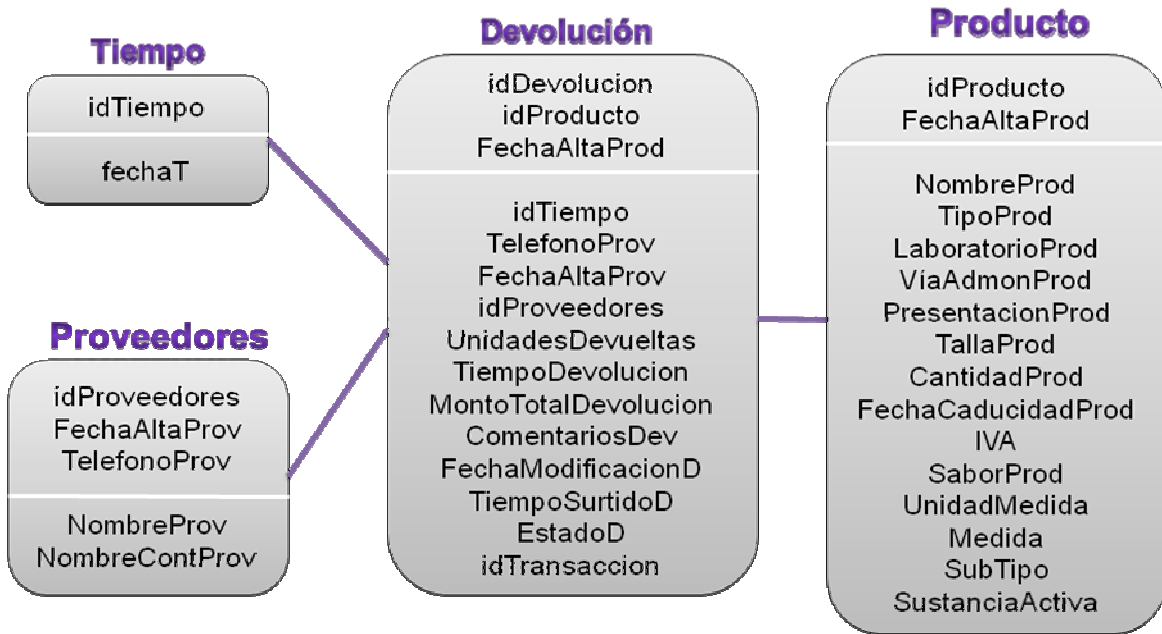 Tiempo
idTiempo
fechaT
Proveedores
idProveedores
FechaAltaProv
TelefonoProv
NombreProv
NombreContProv
Devolución
idDevolucion
idProducto
FechaAltaProd
idTiempo
TelefonoProv
FechaAltaProv
idProveedores
UnidadesDevueltas
TiempoDevolucion
MontoTotalDevolucion
ComentariosDev
FechaModificacionD
TiempoSurtidoD
EstadoD
idTransaccion
Producto
idProducto
FechaAltaProd
NombreProd
TipoProd
LaboratorioProd
VíaAdmonProd
PresentacionProd
TallaProd
CantidadProd
FechaCaducidadProd
IVA
SaborProd
UnidadMedida
Medida
SubTipo
SustanciaActiva